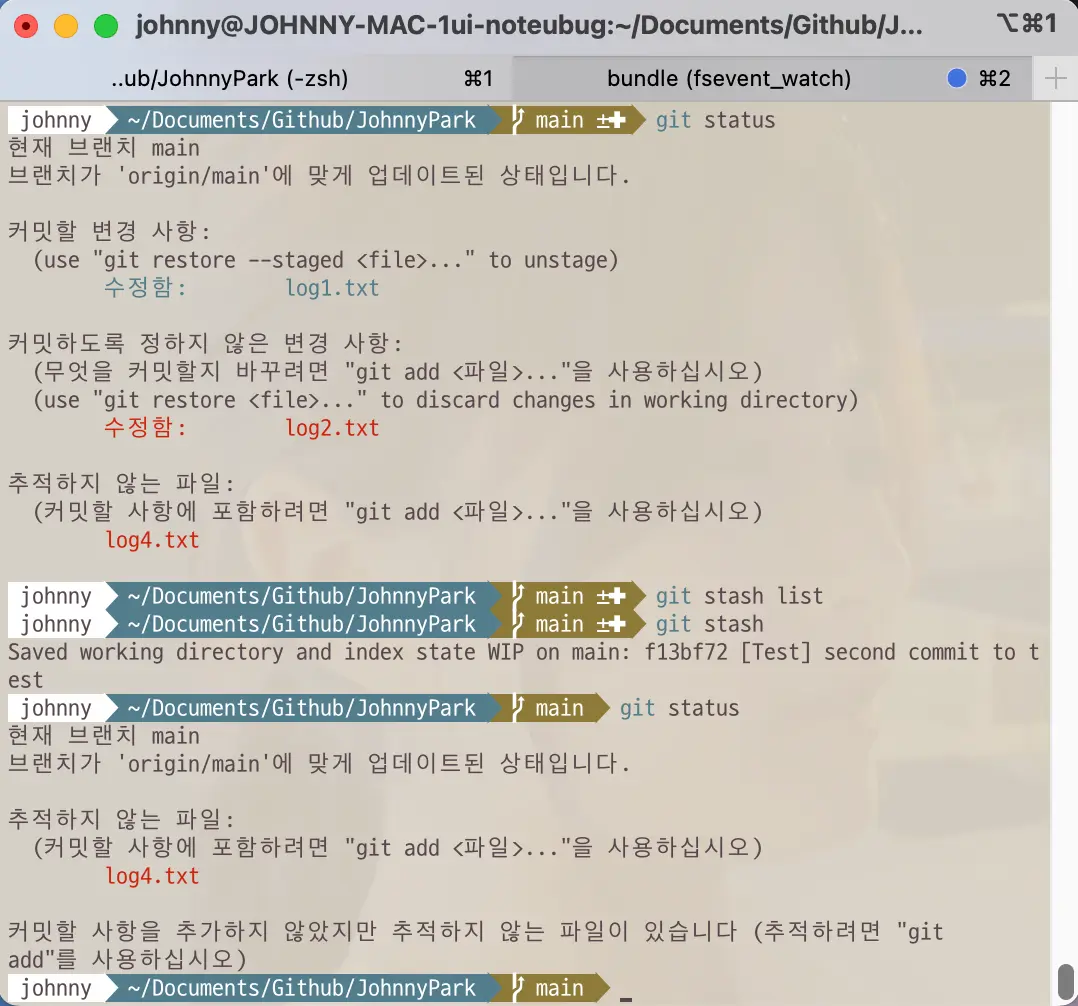 johnny@JOHNNY-MAC-1ui-noteubug:~/Documents/Github/J... ⌥⌘1
..ub/JohnnyPark (-zsh) ⌘1 bundle (fsevent_watch) ⌘2
johnny ~/Documents/Github/JohnnyPark main ±✚ git status
현재 브랜치 main
브랜치가 'origin/main'에 맞게 업데이트된 상태입니다.
커밋할 변경 사항:
(use "git restore --staged <file>..." to unstage)
수정함: log1.txt
커밋하도록 정하지 않은 변경 사항:
(무엇을 커밋할지 바꾸려면 "git add <파일>..."을 사용하십시오)
(use "git restore <file>..." to discard changes in working directory)
수정함: log2.txt
추적하지 않는 파일:
(커밋할 사항에 포함하려면 "git add <파일>..."을 사용하십시오)
log4.txt
johnny ~/Documents/Github/JohnnyPark main ±✚ git stash list
johnny ~/Documents/Github/JohnnyPark main ±✚ git stash
Saved working directory and index state WIP on main: f13bf72 [Test] second commit to t
est
johnny ~/Documents/Github/JohnnyPark main git status
현재 브랜치 main
브랜치가 'origin/main'에 맞게 업데이트된 상태입니다.
추적하지 않는 파일:
(커밋할 사항에 포함하려면 "git add <파일>..."을 사용하십시오)
log4.txt
커밋할 사항을 추가하지 않았지만 추적하지 않는 파일이 있습니다 (추적하려면 "git
add"를 사용하십시오)
johnny ~/Documents/Github/JohnnyPark main